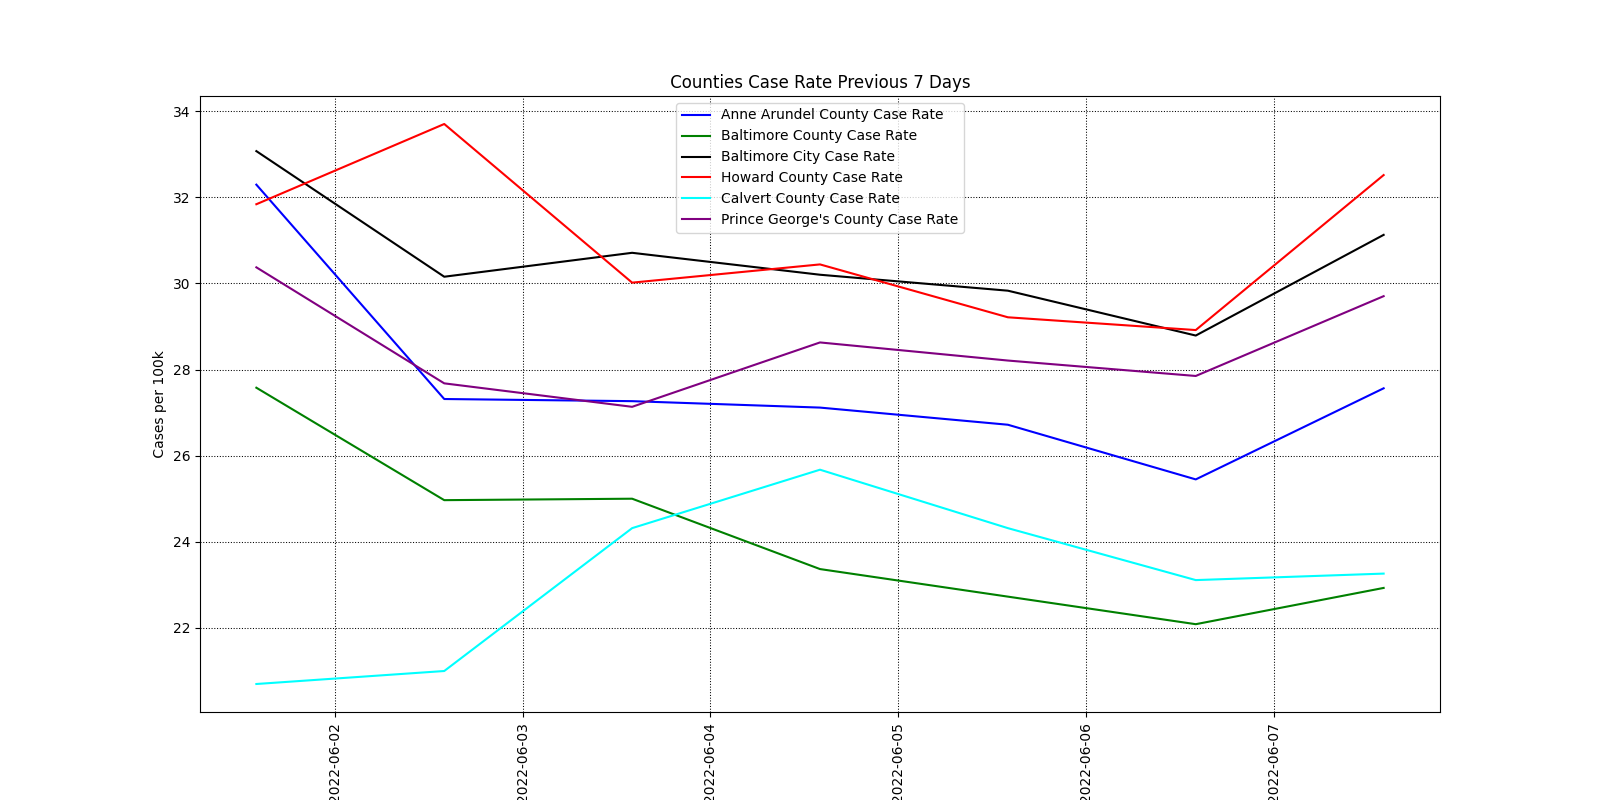 Counties Case Rate Previous 7 Days
34
32
30
28
26
24
22
Cases per 100k
Anne Arundel County Case Rate
Baltimore County Case Rate
Baltimore City Case Rate
Howard County Case Rate
Calvert County Case Rate
Prince George's County Case Rate
2022-06-02
2022-06-03
2022-06-04
2022-06-05
2022-06-06
2022-06-07